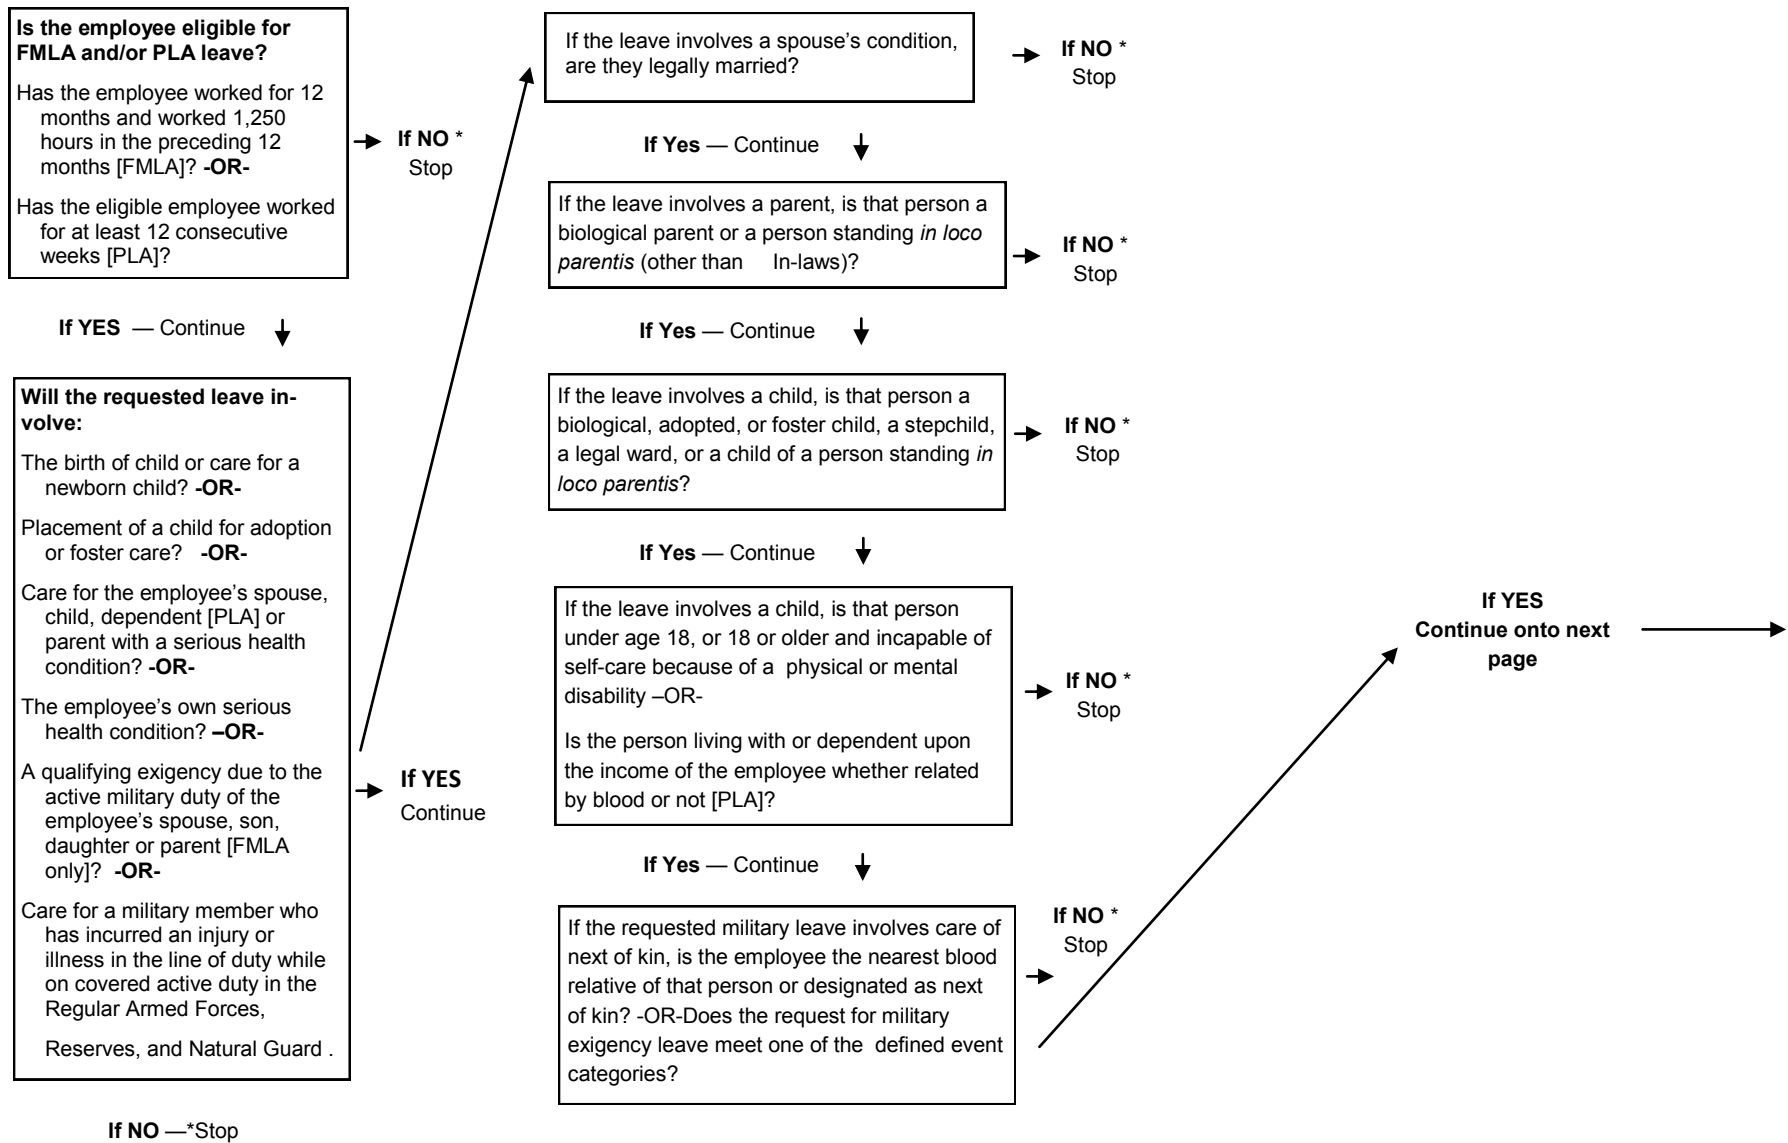 Is the employee eligible for
FMLA and/or PLA leave?
Has the employee worked for 12
months and worked 1,250
hours in the preceding 12
months [FMLA]? -OR-
Has the eligible employee worked
for at least 12 consecutive
weeks [PLA]?
If NO *
Stop
If YES — Continue
Will the requested leave in-
volve:
The birth of child or care for a
newborn child? -OR-
Placement of a child for adoption
or foster care? -OR-
Care for the employee’s spouse,
child, dependent [PLA] or
parent with a serious health
condition? -OR-
The employee’s own serious
health condition? –OR-
A qualifying exigency due to the
active military duty of the
employee’s spouse, son,
daughter or parent [FMLA
only]? -OR-
Care for a military member who
has incurred an injury or
illness in the line of duty while
on covered active duty in the
Regular Armed Forces,
Reserves, and Natural Guard .
If NO —*Stop
If YES
Continue
If the leave involves a spouse’s condition,
are they legally married?
If NO *
Stop
If Yes — Continue
If the leave involves a parent, is that person a
biological parent or a person standing in loco
parentis (other than In-laws)?
If NO *
Stop
If Yes — Continue
If the leave involves a child, is that person a
biological, adopted, or foster child, a stepchild,
a legal ward, or a child of a person standing in
loco parentis?
If NO *
Stop
If Yes — Continue
If the leave involves a child, is that person
under age 18, or 18 or older and incapable of
self-care because of a physical or mental
disability –OR-
Is the person living with or dependent upon
the income of the employee whether related
by blood or not [PLA]?
If NO *
Stop
If Yes — Continue
If the requested military leave involves care of
next of kin, is the employee the nearest blood
relative of that person or designated as next
of kin? -OR-Does the request for military
exigency leave meet one of the defined event
categories?
If NO *
Stop
If YES
Continue onto next
page